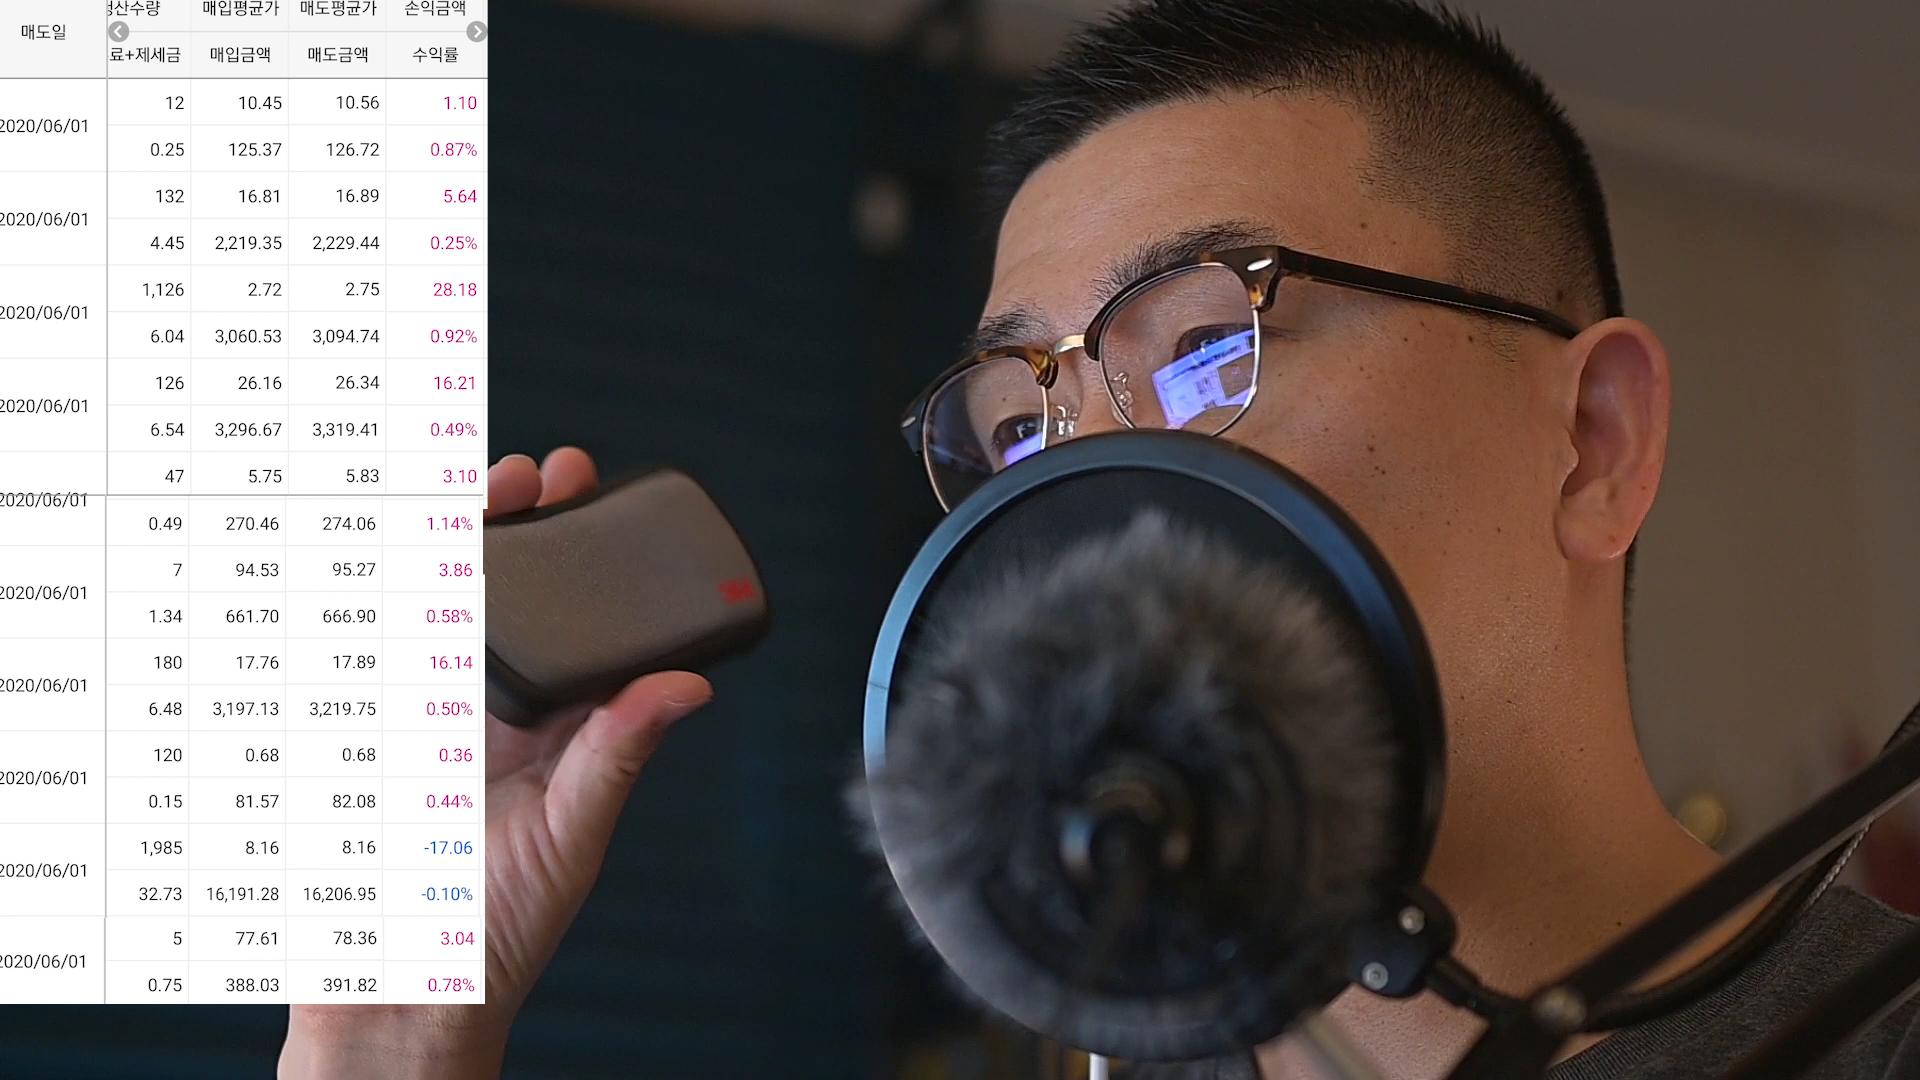 매입평균가 매도평균가 손익금액
매도일
료+제세금 매입금액 매도금액 수익률
12 10.45 10.56 1.10
2020/06/01
0.25 125.37 126.72 0.87%
132 16.81 16.89 5.64
2020/06/01
4.45 2,219.35 2,229.44 0.25%
1,126 2.72 2.75 28.18
2020/06/01
6.04 3,060.53 3,094.74 0.92%
126 26.16 26.34 16.21
2020/06/01
6.54 3,296.67 3,319.41 0.49%
47 5.75 5.83 3.10
2020/06/01
0.49 270.46 274.06 1.14%
7 94.53 95.27 3.86
2020/06/01
1.34 661.70 666.90 0.58%
180 17.76 17.89 16.14
2020/06/01
6.48 3,197.13 3,219.75 0.50%
120 0.68 0.68 0.36
2020/06/01
0.15 81.57 82.08 0.44%
1,985 8.16 8.16 -17.06
2020/06/01
32.73 16,191.28 16,206.95 -0.10%
5 77.61 78.36 3.04
2020/06/01
0.75 388.03 391.82 0.78%